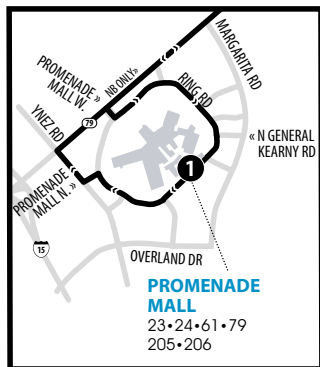 MARGARITA RD
NB ONLY»
PROMENADE »
MALL W.
RING RD
79
YNEZ RD
« N GENERAL
KEARNY RD
1
PROMENADE
MALL N. »
15
OVERLAND DR
PROMENADE
MALL
23•24•61•79
205•206